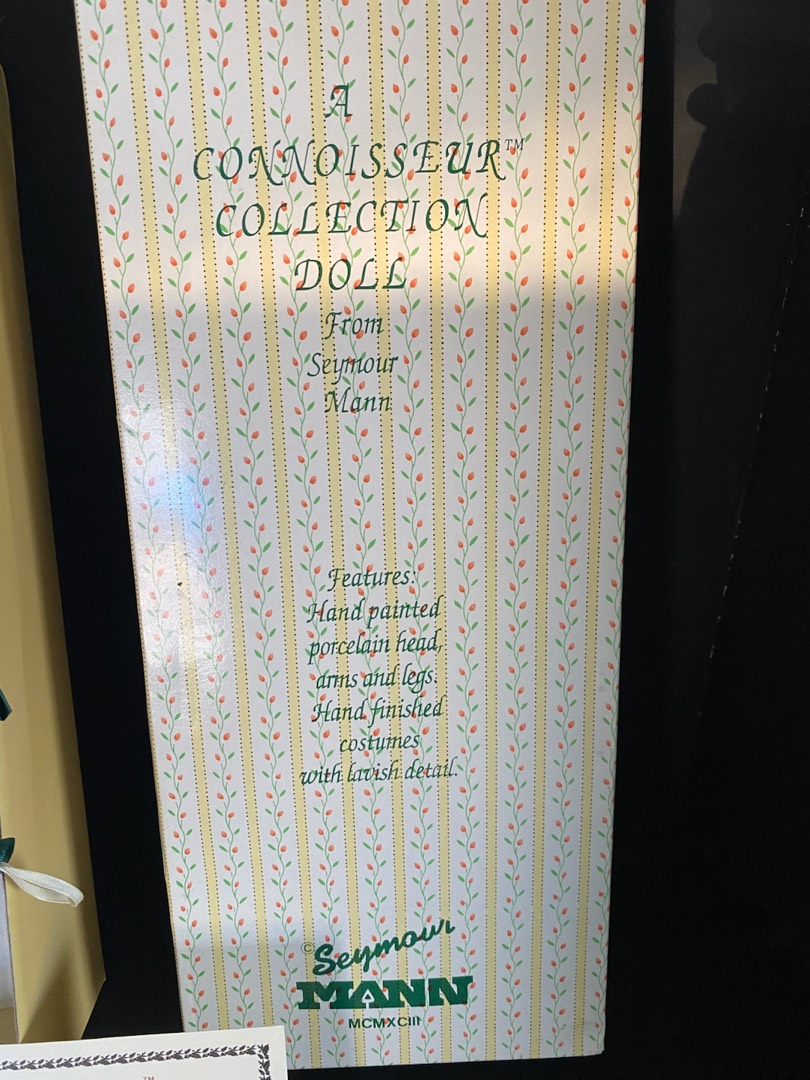 A
CONNOISSEUR™
COLLECTION
DOLL
From
Seymour
Mann
Features:
Hand painted
porcelain head,
arms and legs.
Hand finished
costumes
with lavish detail.
© Seymour
MANN
MCMXCIII
TM